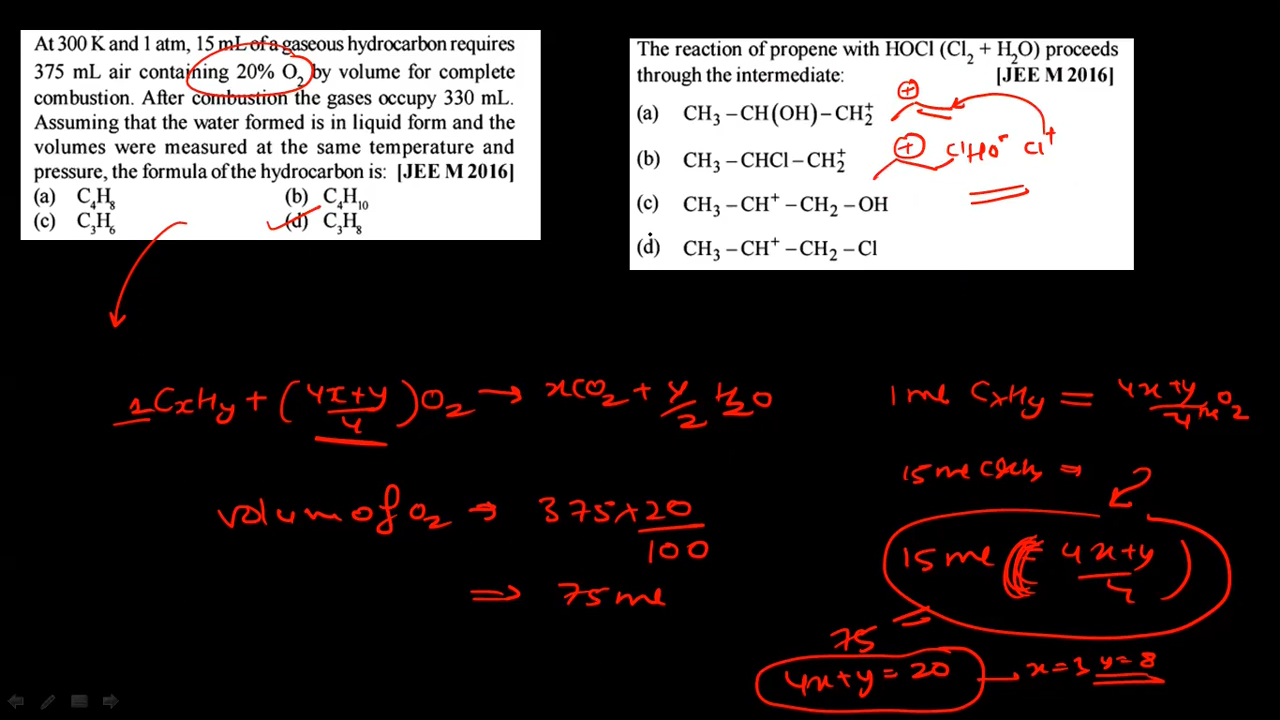 At 300 K and 1 atm, 15 mL of a gaseous hydrocarbon requires
375 mL air containing 20% O₂ by volume for complete
combustion. After combustion the gases occupy 330 mL.
Assuming that the water formed is in liquid form and the
volumes were measured at the same temperature and
pressure, the formula of the hydrocarbon is: [JEE M 2016]
(a) C₄H₈ (b) C₄H₁₀
(c) C₃H₆ (d) C₃H₈
The reaction of propene with HOCl (Cl₂ + H₂O) proceeds
through the intermediate: [JEE M 2016]
(a) CH₃ – CH(OH) – CH₂⁺
(b) CH₃ – CHCl – CH₂⁺
(c) CH₃ – CH⁺ – CH₂ – OH
(d) CH₃ – CH⁺ – CH₂ – Cl
+
+ Cl HO⁻ Cl⁺
1 CxHy + (4x+y/4) O₂ → xCO₂ + y/2 H₂O
volum of O₂ → 375 × 20/100
⇒ 75 ml
1 ml CxHy = 4x+y/4 ml O₂
15 ml CxHy ⇒ ?
15 ml (4x+y/4)
75 =
4x+y = 20 → x=3 y=8